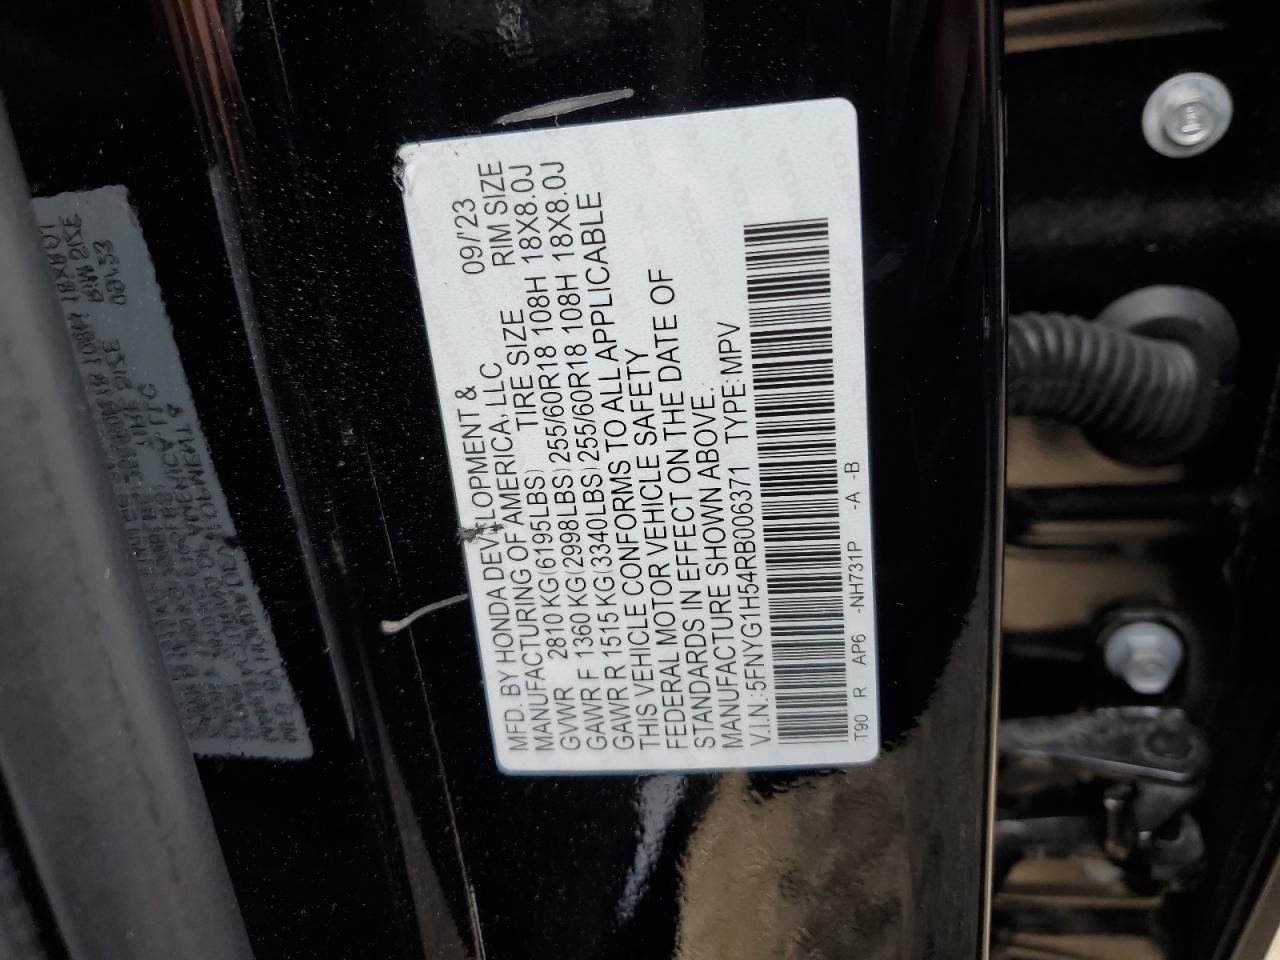 MFD. BY HONDA DEVELOPMENT & 09/'23
MANUFACTURING OF AMERICA, LLC
GVWR 2810 KG(6195LBS) TIRE SIZE RIM SIZE
GAWR F 1360 KG(2998LBS) 255/60R18 108H 18X8.0J
GAWR R 1515 KG(3340LBS) 255/60R18 108H 18X8.0J
THIS VEHICLE CONFORMS TO ALL APPLICABLE
FEDERAL MOTOR VEHICLE SAFETY
STANDARDS IN EFFECT ON THE DATE OF
MANUFACTURE SHOWN ABOVE.
V.I.N.:5FNYG1H54RB006371 TYPE:MPV
T90 R AP6 -NH731P -A -B